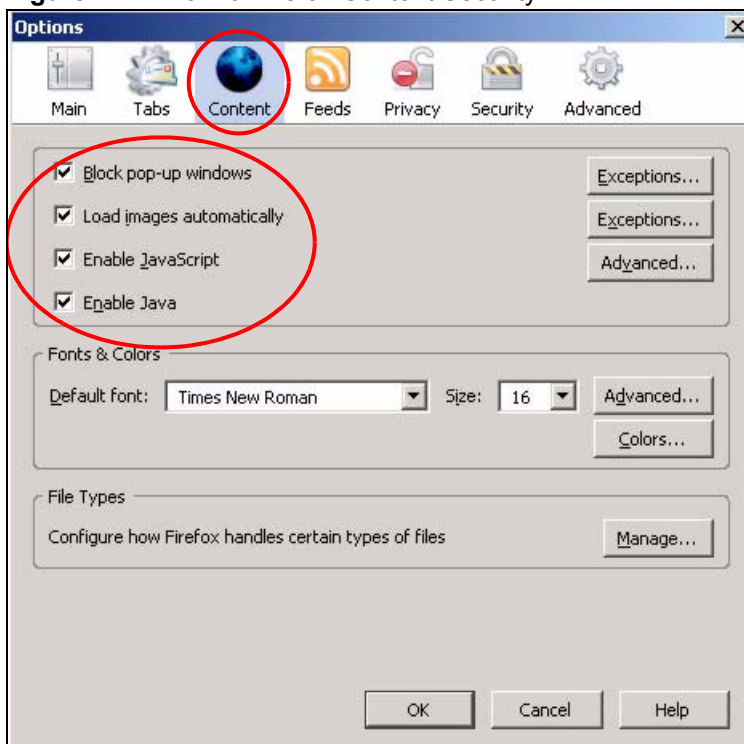 Options
Main Tabs Content Feeds Privacy Security Advanced
Block pop-up windows Exceptions...
Load images automatically Exceptions...
Enable JavaScript Advanced...
Enable Java
Fonts & Colors
Default font: Times New Roman Size: 16 Advanced...
Colors...
File Types
Configure how Firefox handles certain types of files Manage...
OK Cancel Help